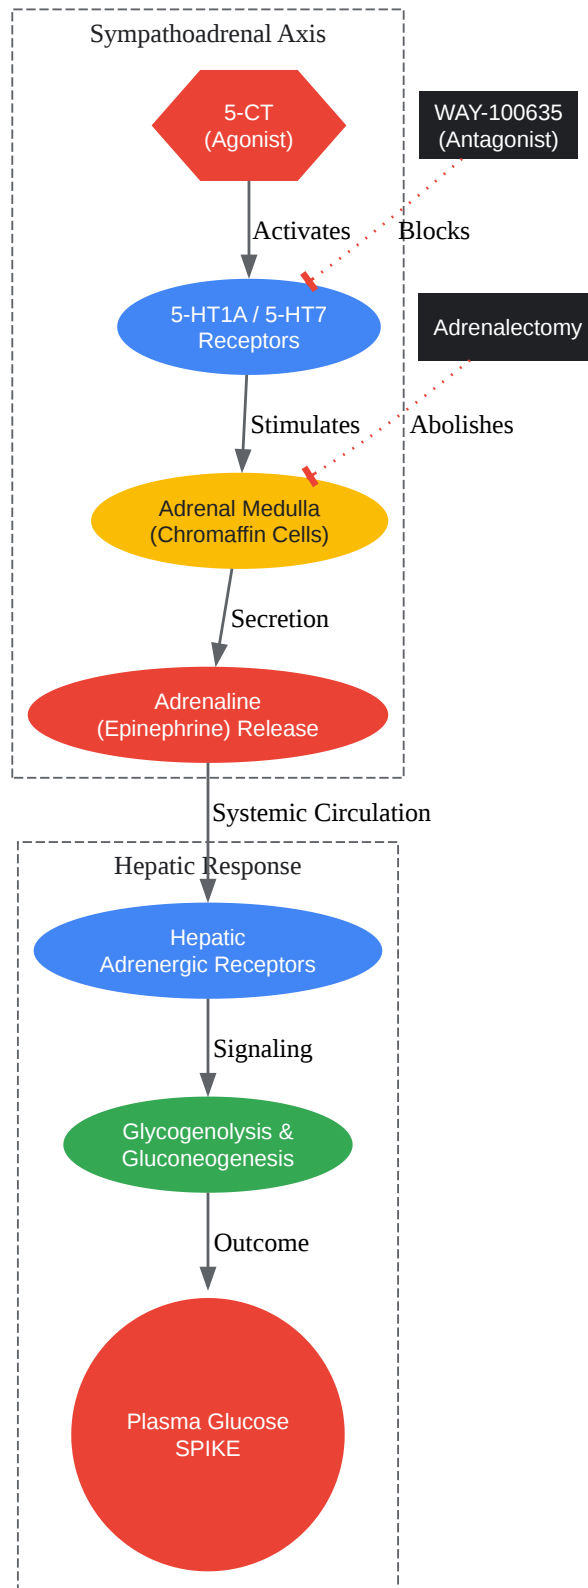 Sympathoadrenal Axis
5-CT
(Agonist)
WAY-100635
(Antagonist)
Activates
Blocks
5-HT1A / 5-HT7
Receptors
Adrenalectomy
Stimulates
Abolishes
Adrenal Medulla
(Chromaffin Cells)
Secretion
Adrenaline
(Epinephrine) Release
Systemic Circulation
Hepatic Response
Hepatic
Adrenergic Receptors
Signaling
Glycogenolysis &
Gluconeogenesis
Outcome
Plasma Glucose
SPIKE